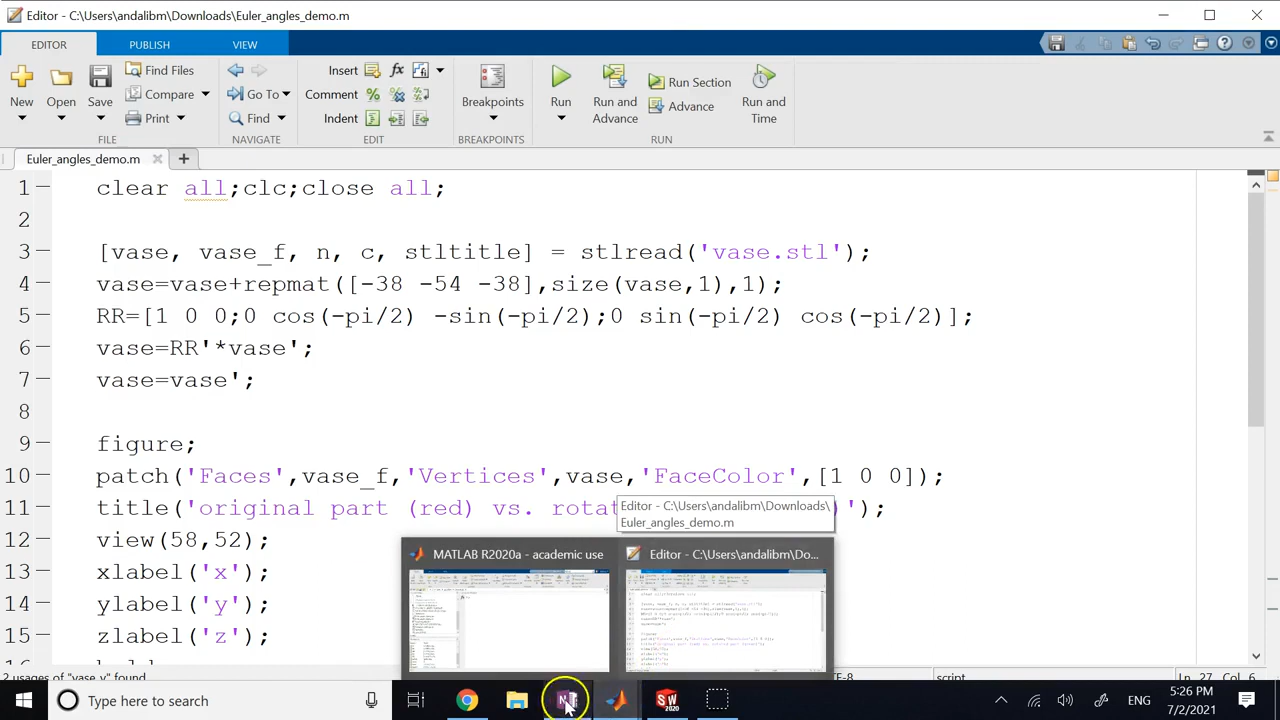 Editor - C:\Users\andalibm\Downloads\Euler_angles_demo.m
EDITOR PUBLISH VIEW
New Open Save Find Files Compare Print
Go To Find
Insert fx
Comment
Indent
Breakpoints
Run Run and Advance Run Section Advance Run and Time
FILE NAVIGATE EDIT BREAKPOINTS RUN
Euler_angles_demo.m
1 clear all;clc;close all;
2
3 [vase, vase_f, n, c, stltitle] = stlread('vase.stl');
4 vase=vase+repmat([-38 -54 -38],size(vase,1),1);
5 RR=[1 0 0;0 cos(-pi/2) -sin(-pi/2);0 sin(-pi/2) cos(-pi/2)];
6 vase=RR'*vase';
7 vase=vase';
8
9 figure;
10 patch('Faces',vase_f,'Vertices',vase,'FaceColor',[1 0 0]);
11 title('original part (red) vs. rotat ');
Editor - C:\Users\andalibm\Downloads\
Euler_angles_demo.m
12 view(58,52);
13 xlabel('x');
14 ylabel('y');
15 zlabel('z');
MATLAB R2020a - academic use
Editor - C:\Users\andalibm\Do...
script Ln 27 Col 6
Type here to search
ENG
5:26 PM
7/2/2021